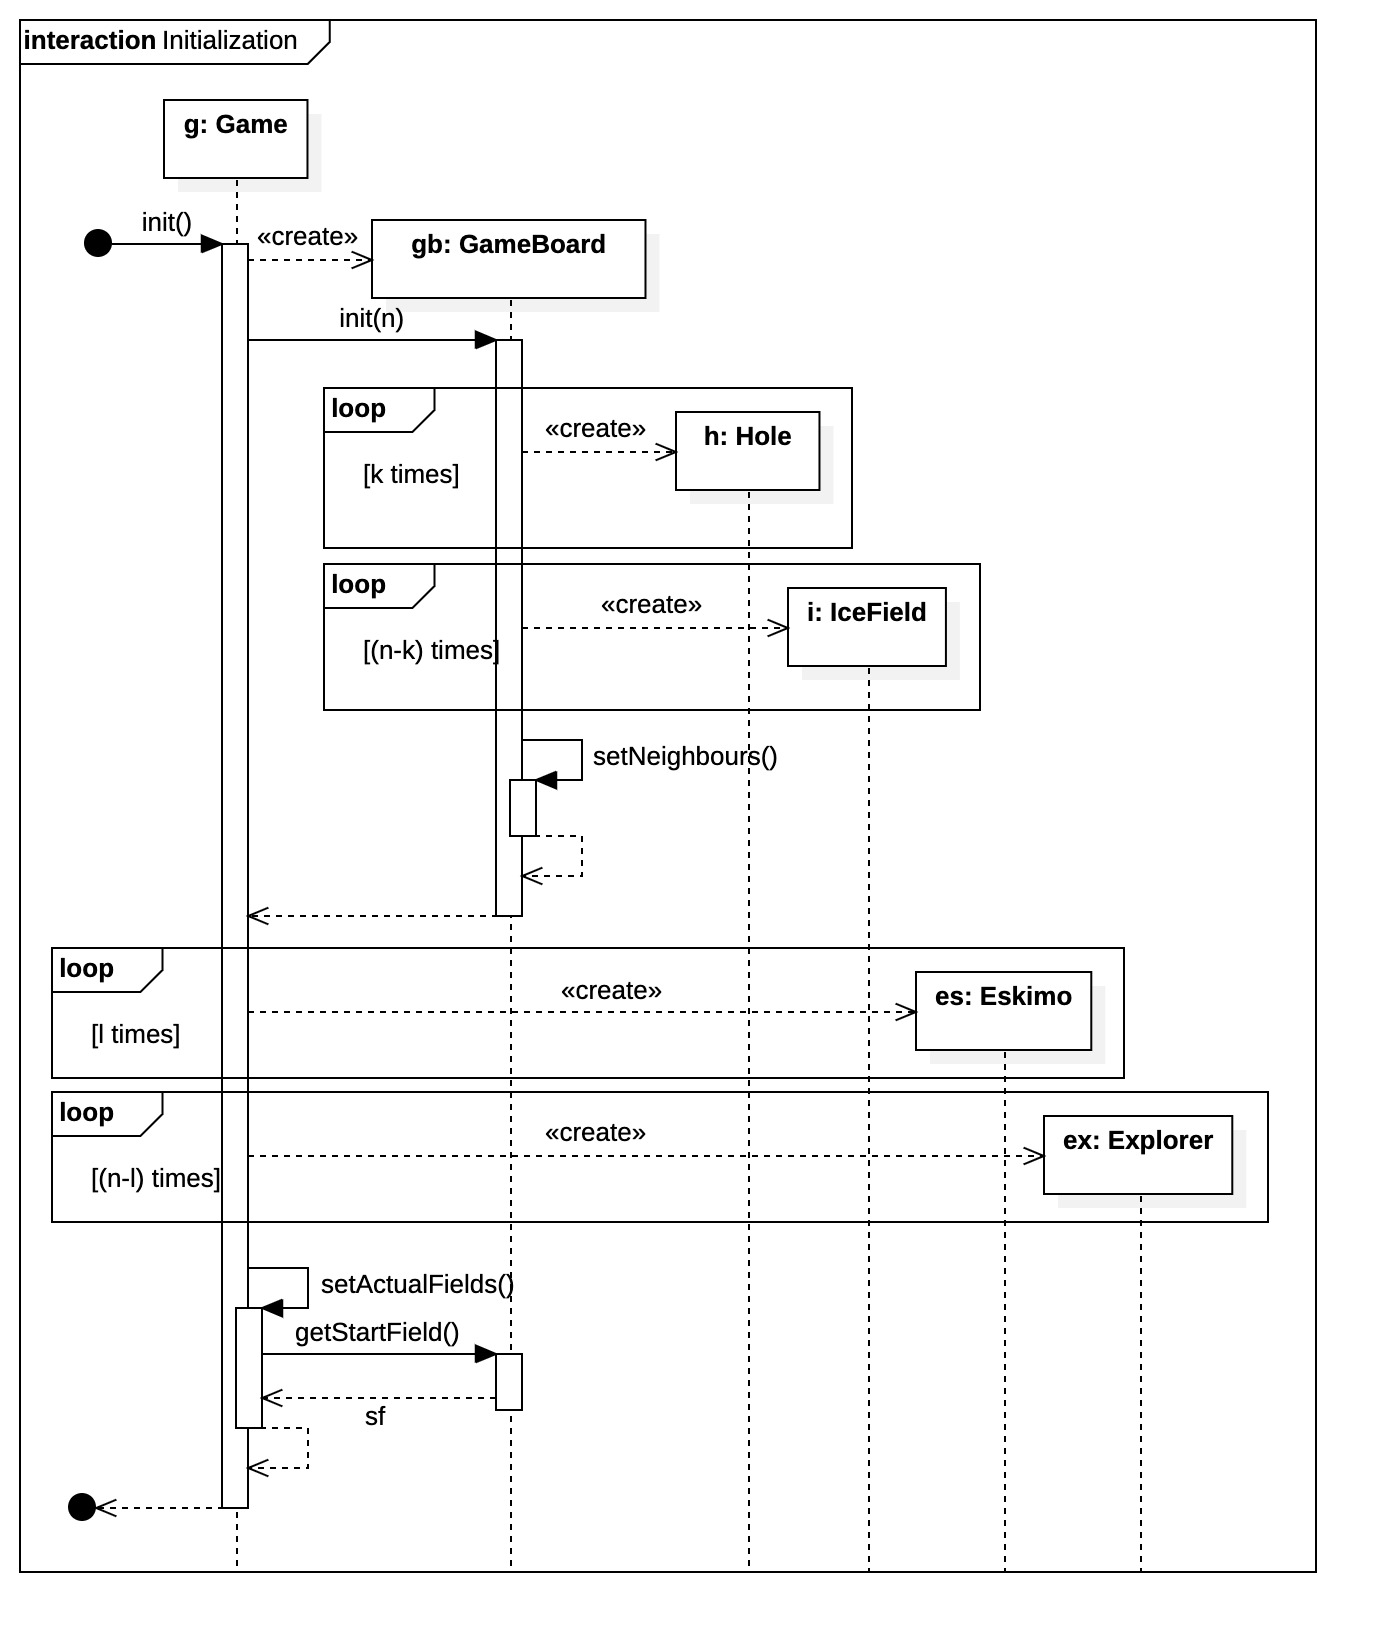 interaction Initialization
g: Game
init()
«create»
gb: GameBoard
init(n)
loop
«create»
h: Hole
[k times]
loop
«create»
i: IceField
[(n-k) times]
setNeighbours()
loop
«create»
es: Eskimo
[l times]
loop
«create»
ex: Explorer
[(n-l) times]
setActualFields()
getStartField()
sf